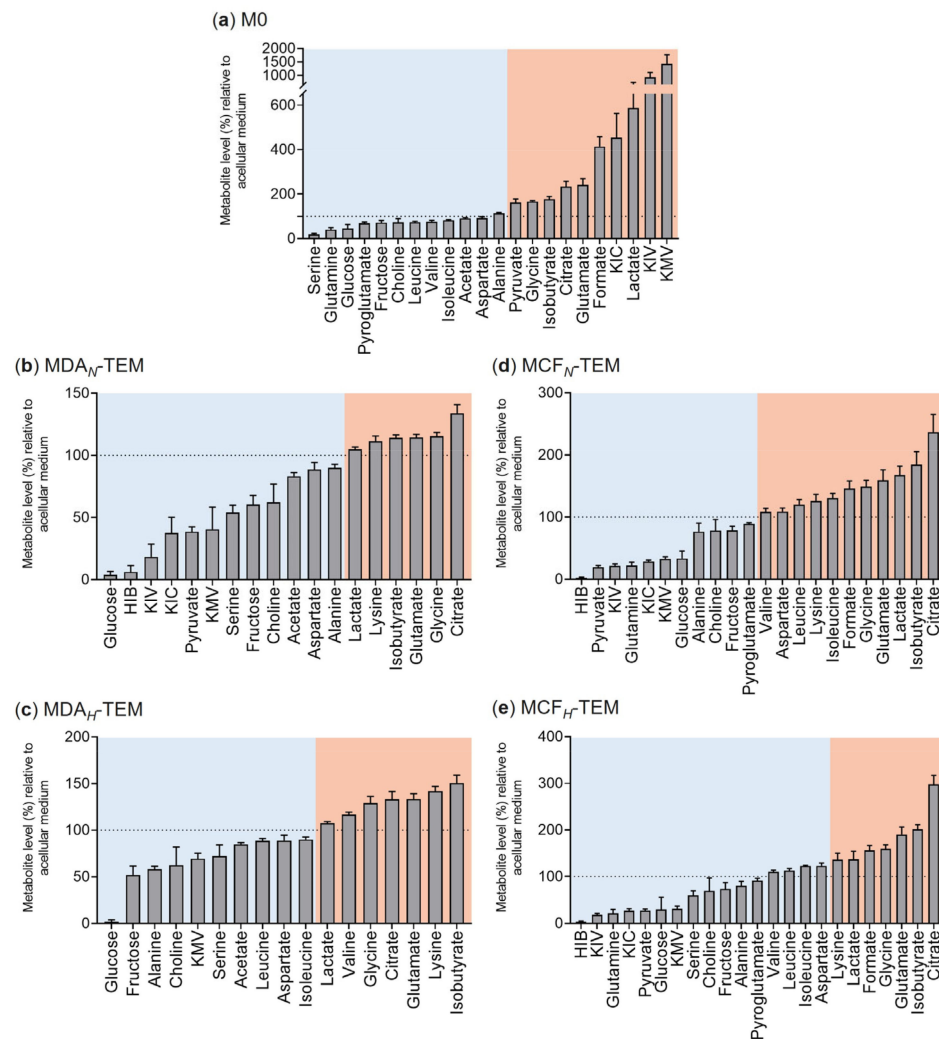 (a) M0
Metabolite level (%) relative to
acellular medium
2000
1500
1000
600
400
200
0
Serine
Glutamine
Glucose
Pyroglutamate
Fructose
Choline
Leucine
Valine
Isoleucine
Acetate
Aspartate
Alanine
Pyruvate
Glycine
Isobutyrate
Citrate
Glutamate
Formate
KIC
Lactate
KIV
KMV
(b) MDAN-TEM
Metabolite level (%) relative to
acellular medium
150
100
50
0
Glucose
HIB
KIV
KIC
Pyruvate
KMV
Serine
Fructose
Choline
Acetate
Aspartate
Alanine
Lactate
Lysine
Isobutyrate
Glutamate
Glycine
Citrate
(d) MCFN-TEM
Metabolite level (%) relative to
acellular medium
300
200
100
0
HIB
Pyruvate
KIV
Glutamine
KIC
KMV
Glucose
Alanine
Choline
Fructose
Pyroglutamate
Valine
Aspartate
Leucine
Lysine
Isoleucine
Formate
Glycine
Glutamate
Lactate
Isobutyrate
Citrate
(c) MDAH-TEM
Metabolite level (%) relative to
acellular medium
200
150
100
50
0
Glucose
Fructose
Alanine
Choline
KMV
Serine
Acetate
Leucine
Aspartate
Isoleucine
Lactate
Valine
Glycine
Citrate
Glutamate
Lysine
Isobutyrate
(e) MCFH-TEM
Metabolite level (%) relative to
acellular medium
400
300
200
100
0
HIB
KIV
Glutamine
KIC
Pyruvate
Glucose
KMV
Serine
Choline
Fructose
Alanine
Pyroglutamate
Valine
Leucine
Isoleucine
Aspartate
Lysine
Lactate
Formate
Glycine
Glutamate
Isobutyrate
Citrate